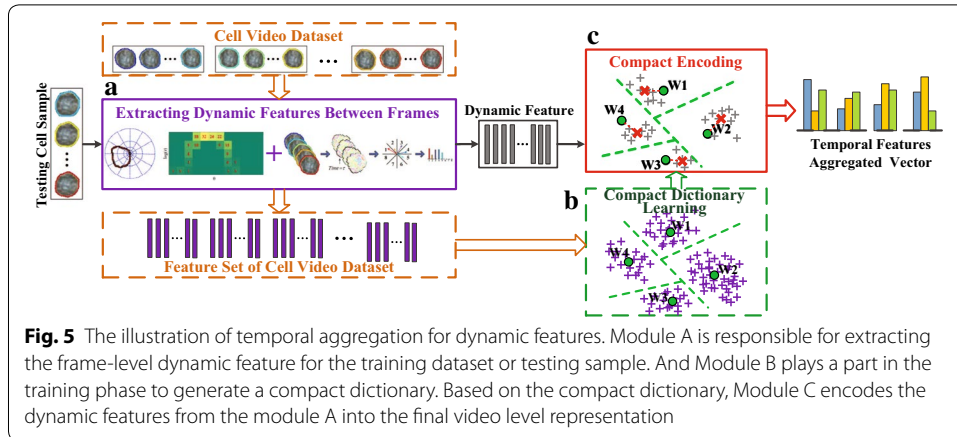 Cell Video Dataset
... ... ... ...
a
Testing Cell Sample
...
Extracting Dynamic Features Between Frames
+
Dynamic Feature
...
c
Compact Encoding
W1
W4
W2
W3
Temporal Features
Aggregated Vector
b
Compact Dictionary
Learning
W1
W4
W2
W3
... ... ... ... ...
Feature Set of Cell Video Dataset
Fig. 5 The illustration of temporal aggregation for dynamic features. Module A is responsible for extracting
the frame-level dynamic feature for the training dataset or testing sample. And Module B plays a part in the
training phase to generate a compact dictionary. Based on the compact dictionary, Module C encodes the
dynamic features from the module A into the final video level representation